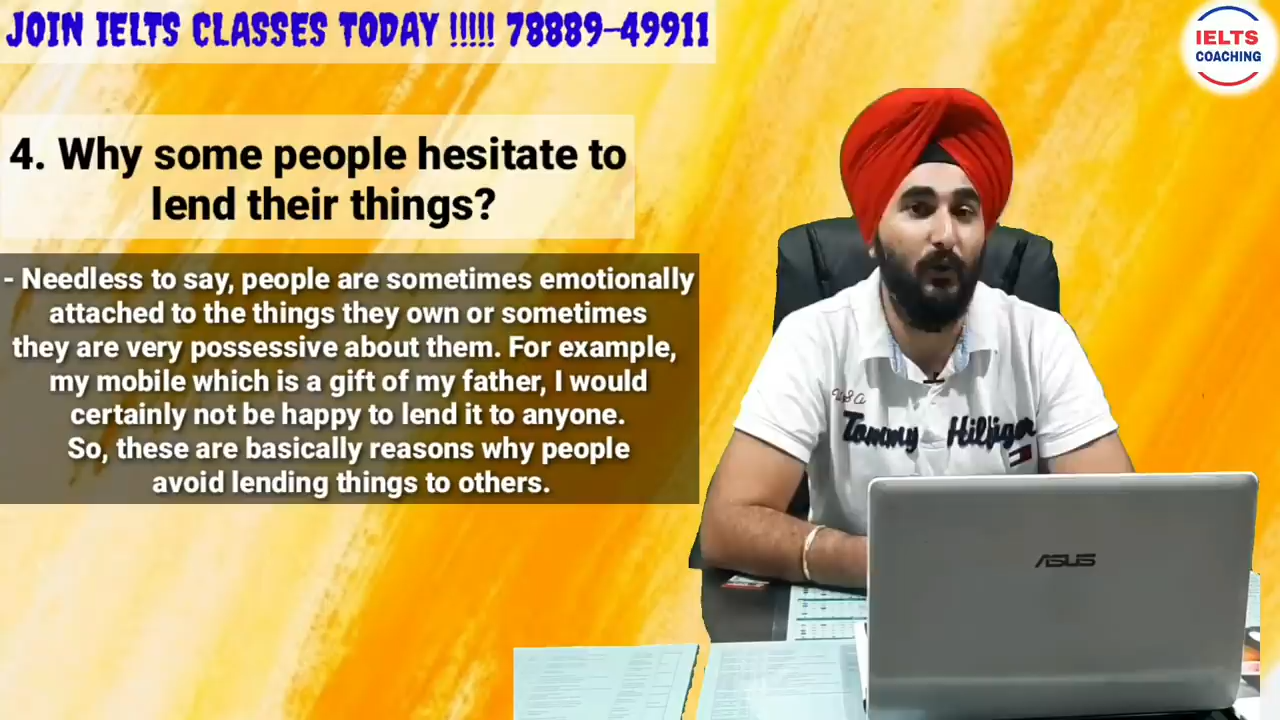 JOIN IELTS CLASSES TODAY !!!!! 78889-49911
IELTS
COACHING
4. Why some people hesitate to
lend their things?
- Needless to say, people are sometimes emotionally
attached to the things they own or sometimes
they are very possessive about them. For example,
my mobile which is a gift of my father, I would
certainly not be happy to lend it to anyone.
So, these are basically reasons why people
avoid lending things to others.
USA
Tommy Hilfiger
ASUS